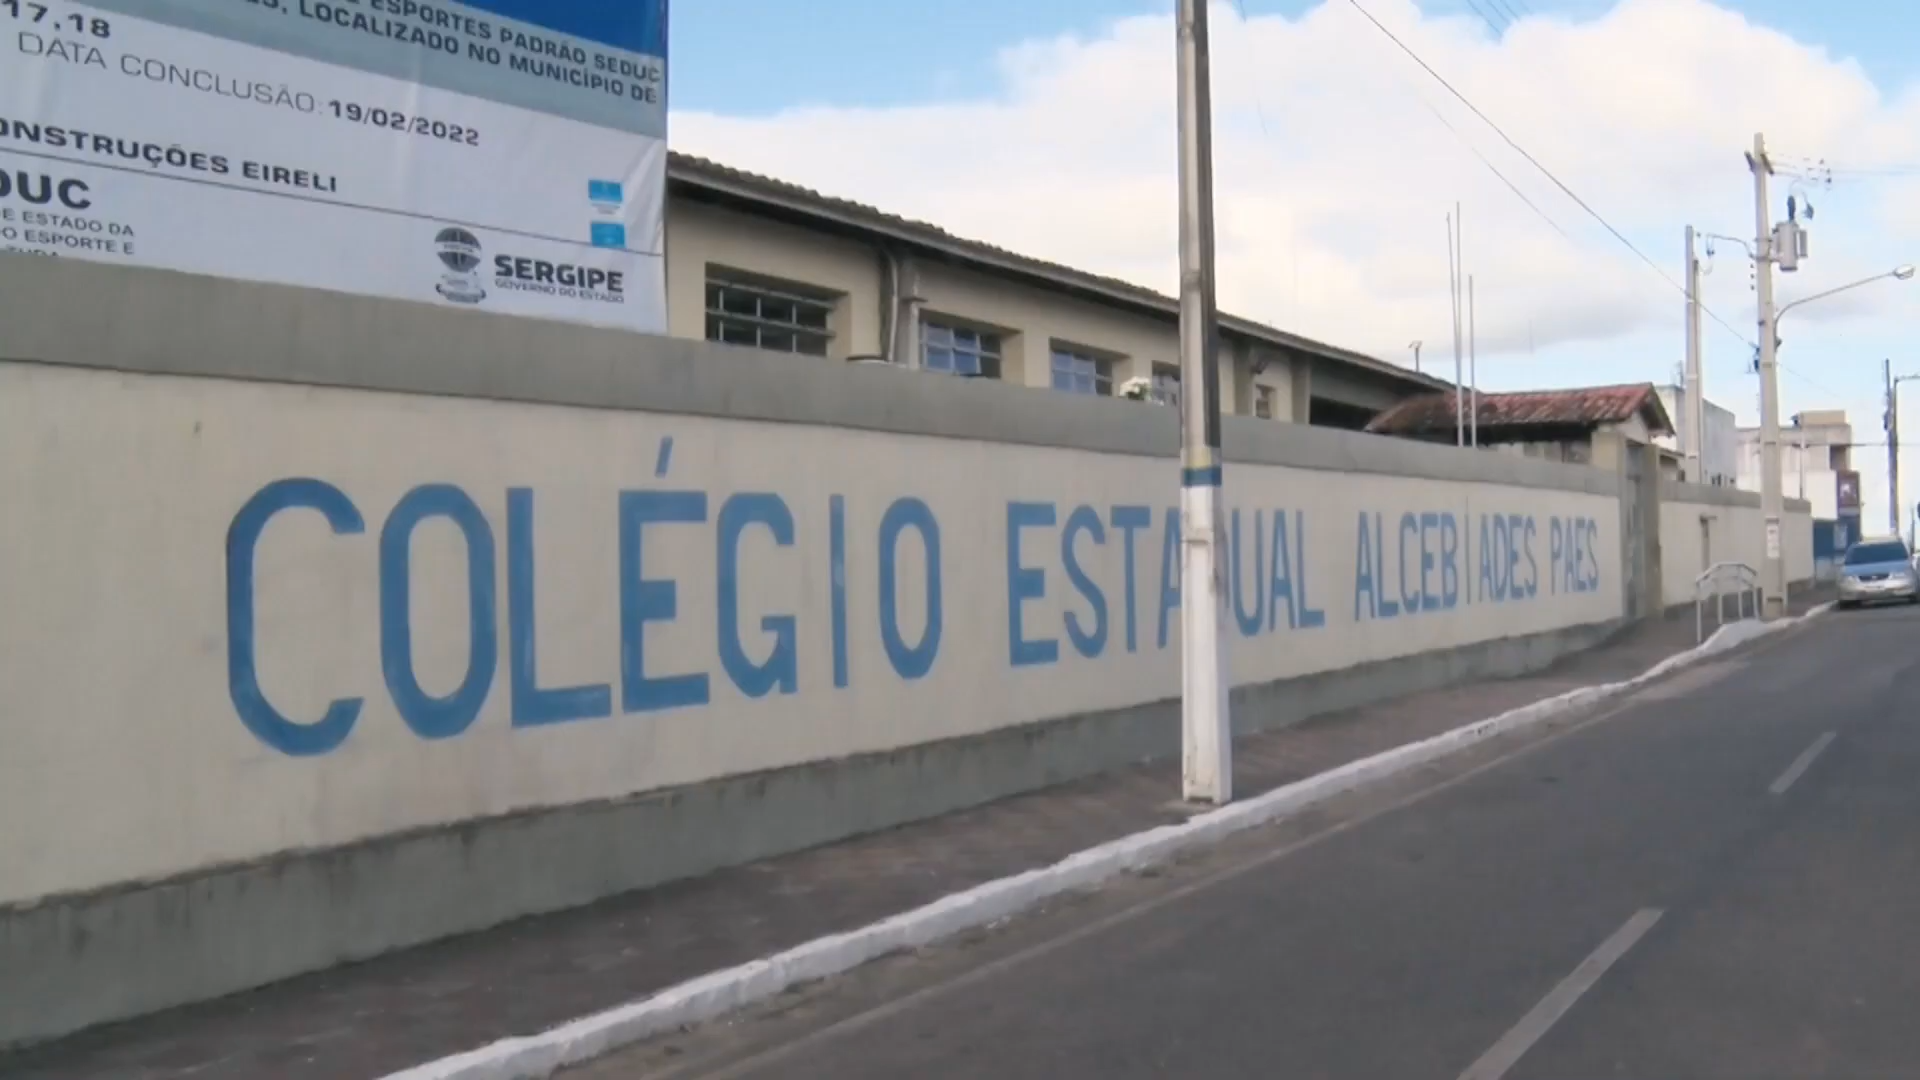 ESPORTES PADRÃO SEDUC
LOCALIZADO NO MUNICÍPIO DE
17,18
DATA CONCLUSÃO: 19/02/2022
ONSTRUÇÕES EIRELI
DUC
E ESTADO DA
DO ESPORTE E
SERGIPE
GOVERNO DO ESTADO
COLÉGIO ESTADUAL ALCEBIADES PAES